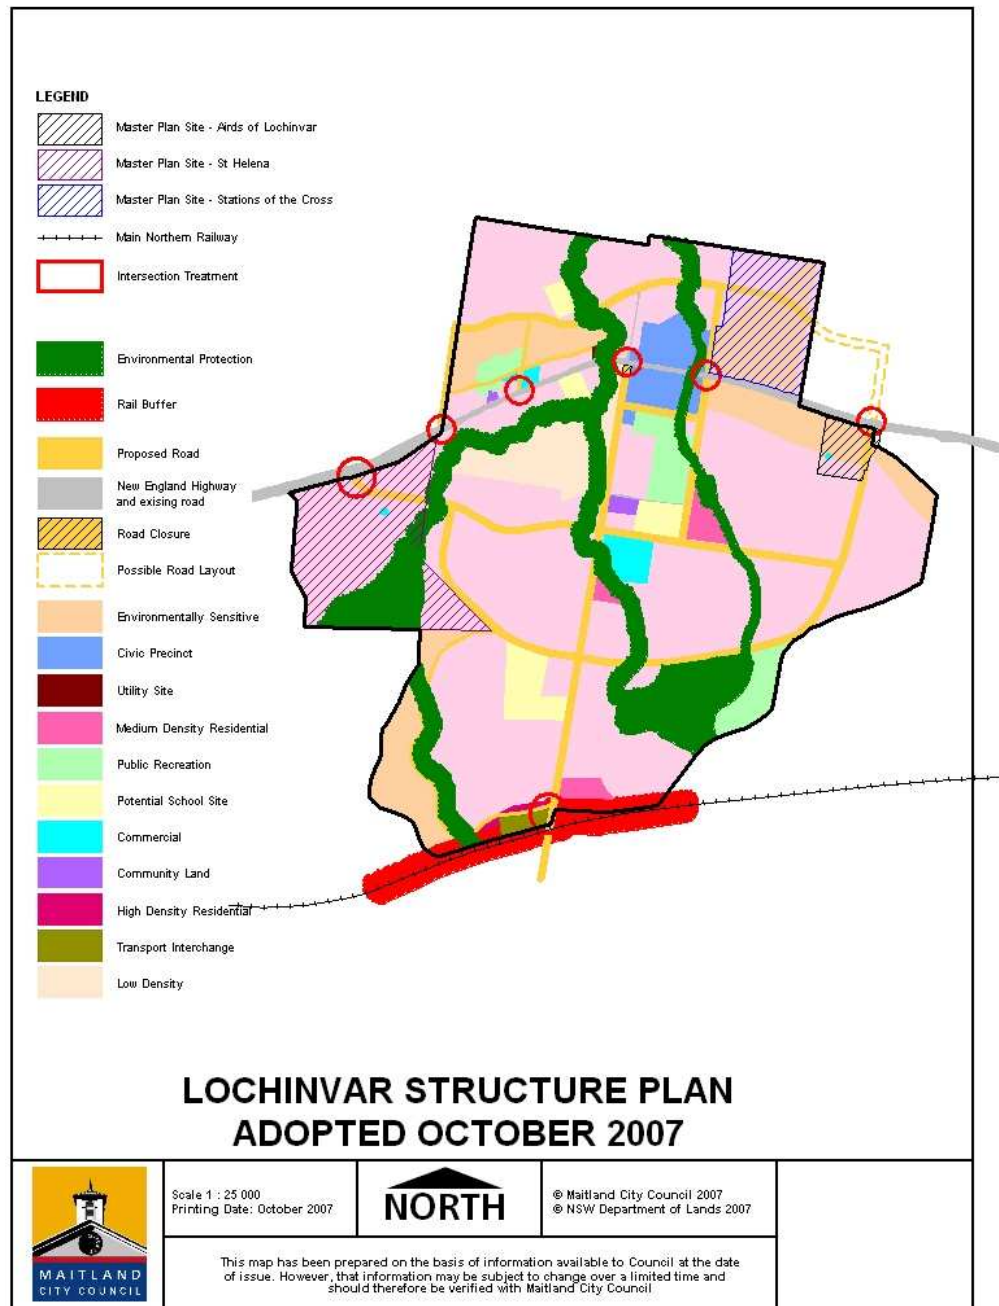 LEGEND
Master Plan Site - Airds of Lochinvar
Master Plan Site - St Helena
Master Plan Site - Stations of the Cross
Main Northern Railway
Intersection Treatment
Environmental Protection
Rail Buffer
Proposed Road
New England Highway
and exising road
Road Closure
Possible Road Layout
Environmentally Sensitive
Civic Precinct
Utility Site
Medium Density Residential
Public Recreation
Potential School Site
Commercial
Community Land
High Density Residential
Transport Interchange
Low Density
LOCHINVAR STRUCTURE PLAN
ADOPTED OCTOBER 2007
MAITLAND
CITY COUNCIL
Scale 1 : 25 000
Printing Date: October 2007
NORTH
© Maitland City Council 2007
© NSW Department of Lands 2007
This map has been prepared on the basis of information available to Council at the date
of issue. However, that information may be subject to change over a limited time and
should therefore be verified with Maitland City Council